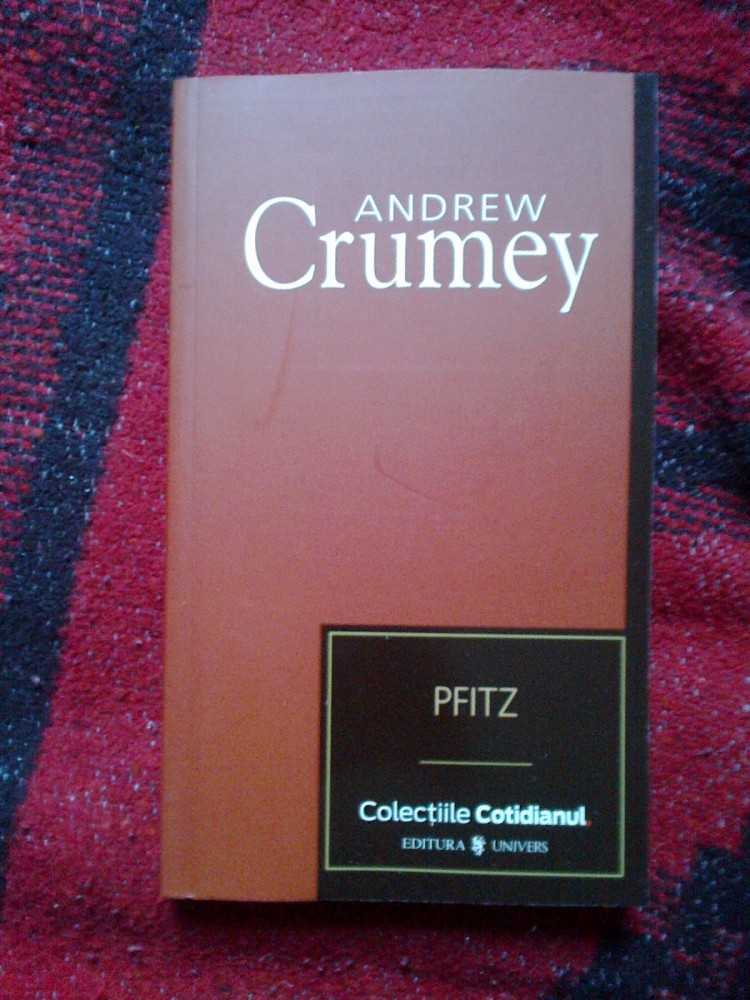 ANDREW
Crumey
PFITZ
Colecțiile Cotidianul.
EDITURA UNIVERS